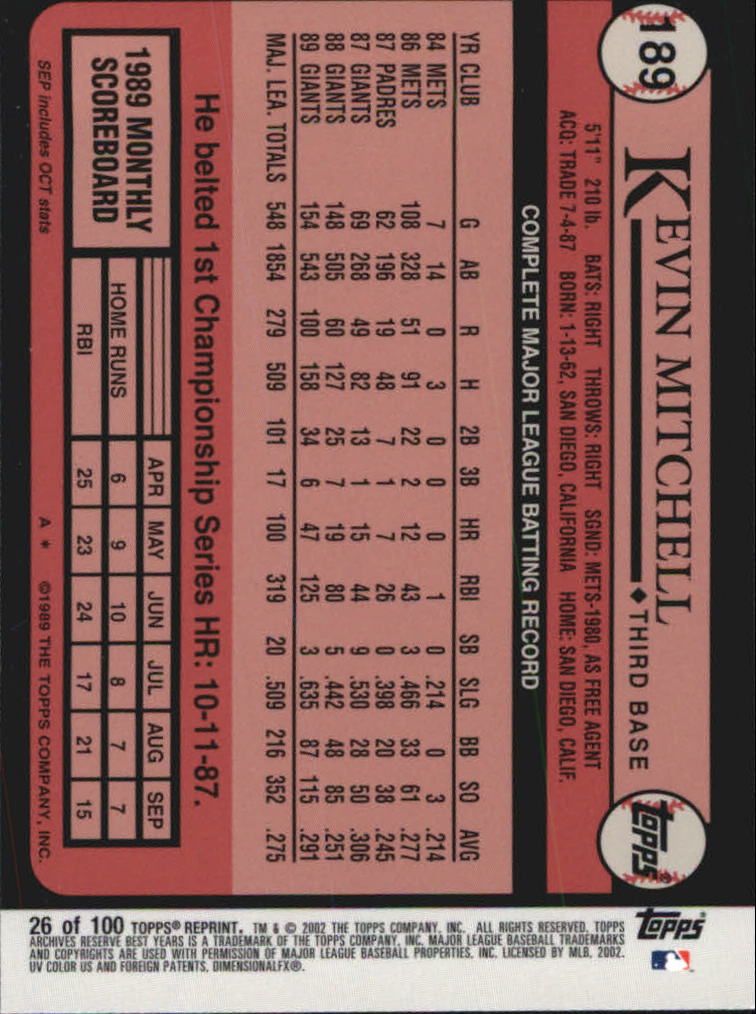 189
KEVIN MITCHELL ◆ THIRD BASE
TOPPS®
5'11" 210 lb. BATS: RIGHT THROWS: RIGHT SGND: METS-1980, AS FREE AGENT
ACQ: TRADE 7-4-87 BORN: 1-13-62, SAN DIEGO, CALIFORNIA HOME: SAN DIEGO, CALIF.
COMPLETE MAJOR LEAGUE BATTING RECORD
YR CLUB G AB R H 2B 3B HR RBI SB SLG BB SO AVG
84 METS 7 14 0 3 0 0 0 1 0 .214 0 3 .214
86 METS 108 328 51 91 22 2 12 43 3 .466 33 61 .277
87 PADRES 62 196 19 48 7 1 7 26 0 .398 20 38 .245
87 GIANTS 69 268 49 82 13 1 15 44 9 .530 28 50 .306
88 GIANTS 148 505 60 127 25 7 19 80 5 .442 48 85 .251
89 GIANTS 154 543 100 158 34 6 47 125 3 .635 87 115 .291
MAJ. LEA. TOTALS 548 1854 279 509 101 17 100 319 20 .509 216 352 .275
He belted 1st Championship Series HR: 10-11-87.
1989 MONTHLY
SCOREBOARD
APR MAY JUN JUL AUG SEP
HOME RUNS 6 9 10 8 7 7
RBI 25 23 24 17 21 15
SEP includes OCT stats
A * ©1989 THE TOPPS COMPANY, INC.
26 of 100 TOPPS® REPRINT. TM & © 2002 THE TOPPS COMPANY, INC. ALL RIGHTS RESERVED. TOPPS
ARCHIVES RESERVE BEST YEARS IS A TRADEMARK OF THE TOPPS COMPANY, INC. MAJOR LEAGUE BASEBALL TRADEMARKS
AND COPYRIGHTS ARE USED WITH PERMISSION OF MAJOR LEAGUE BASEBALL PROPERTIES, INC. LICENSED BY MLB, 2002.
UV COLOR US AND FOREIGN PATENTS, DIMENSIONALFX®.
TOPPS